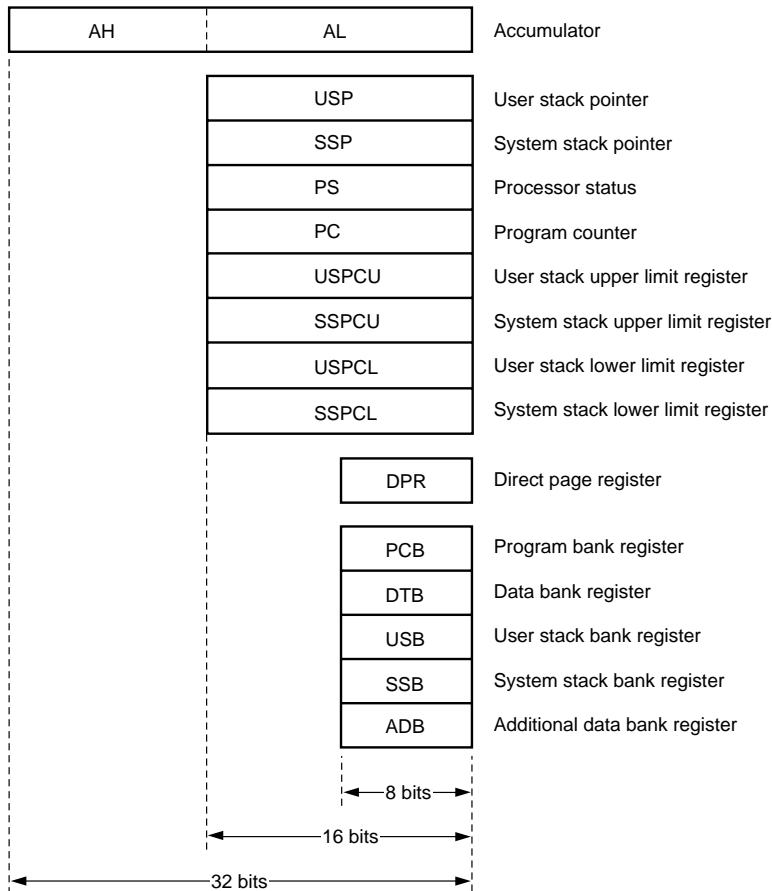 AH AL Accumulator
USP User stack pointer
SSP System stack pointer
PS Processor status
PC Program counter
USPCU User stack upper limit register
SSPCU System stack upper limit register
USPCL User stack lower limit register
SSPCL System stack lower limit register
DPR Direct page register
PCB Program bank register
DTB Data bank register
USB User stack bank register
SSB System stack bank register
ADB Additional data bank register
8 bits
16 bits
32 bits